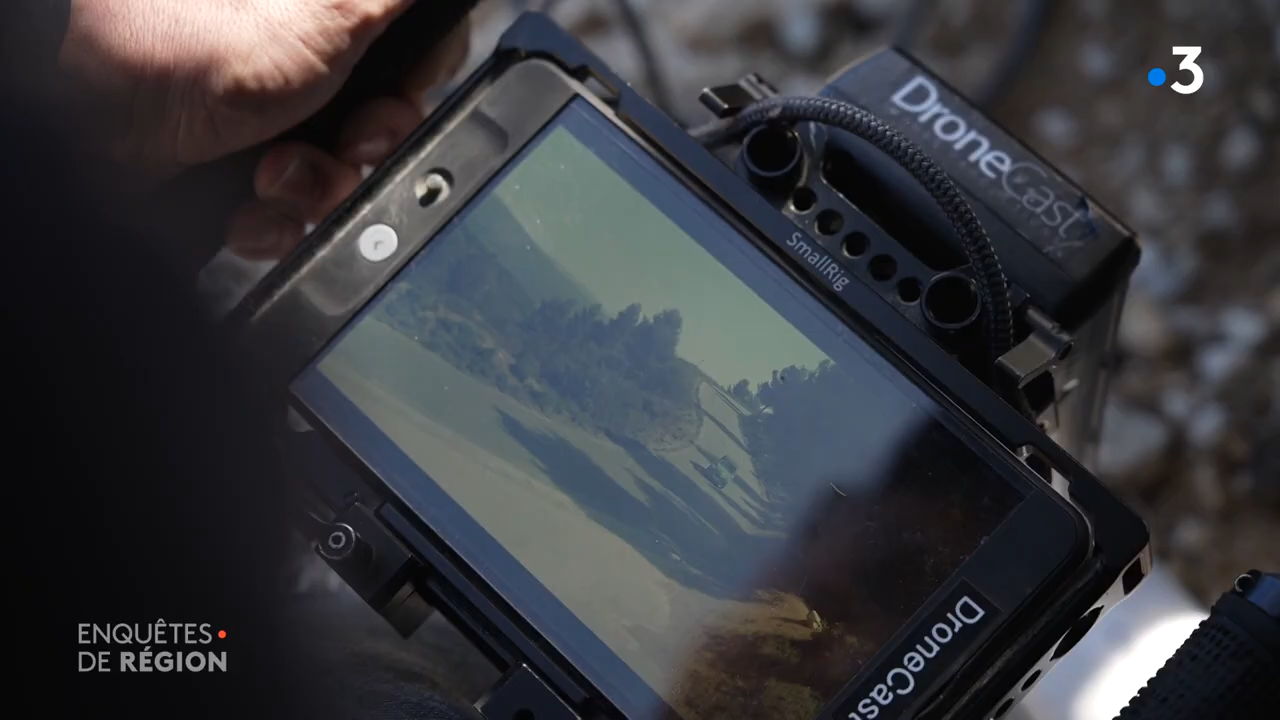 3
DroneCast
SmallRig
DroneCast
ENQUÊTES
DE RÉGION